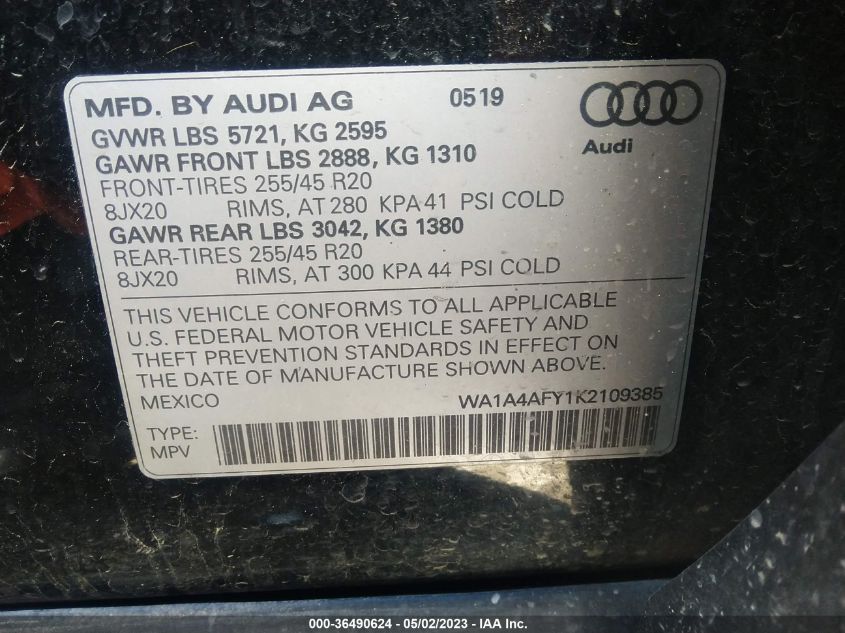 MFD. BY AUDI AG 0519
GVWR LBS 5721, KG 2595
GAWR FRONT LBS 2888, KG 1310
Audi
FRONT-TIRES 255/45 R20
8JX20 RIMS, AT 280 KPA 41 PSI COLD
GAWR REAR LBS 3042, KG 1380
REAR-TIRES 255/45 R20
8JX20 RIMS, AT 300 KPA 44 PSI COLD
THIS VEHICLE CONFORMS TO ALL APPLICABLE
U.S. FEDERAL MOTOR VEHICLE SAFETY AND
THEFT PREVENTION STANDARDS IN EFFECT ON
THE DATE OF MANUFACTURE SHOWN ABOVE.
MEXICO WA1A4AFY1K2109385
TYPE:
MPV
000-36490624 - 05/02/2023 - IAA Inc.